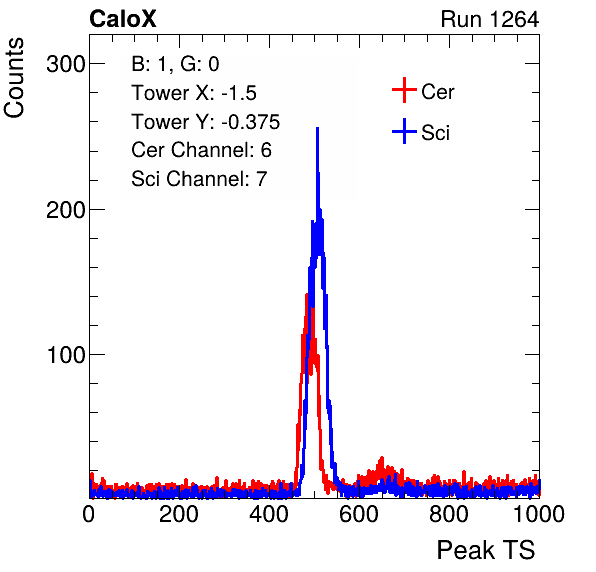 CaloX Run 1264
Counts
300
200
100
B: 1, G: 0
Tower X: -1.5
Tower Y: -0.375
Cer Channel: 6
Sci Channel: 7
Cer
Sci
0 200 400 600 800 1000
Peak TS